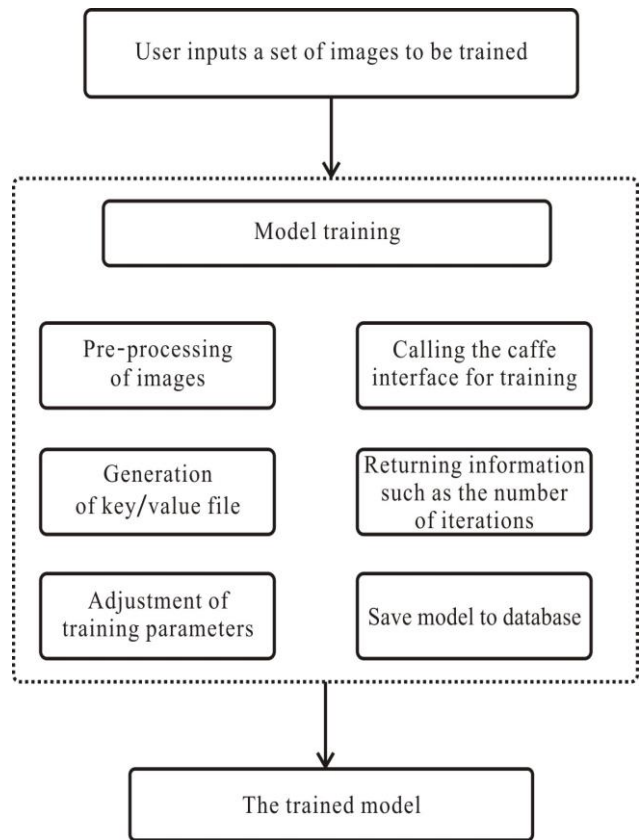 User inputs a set of images to be trained
Model training
Pre-processing
of images
Calling the caffe
interface for training
Generation
of key/value file
Returning information
such as the number
of iterations
Adjustment of
training parameters
Save model to database
The trained model